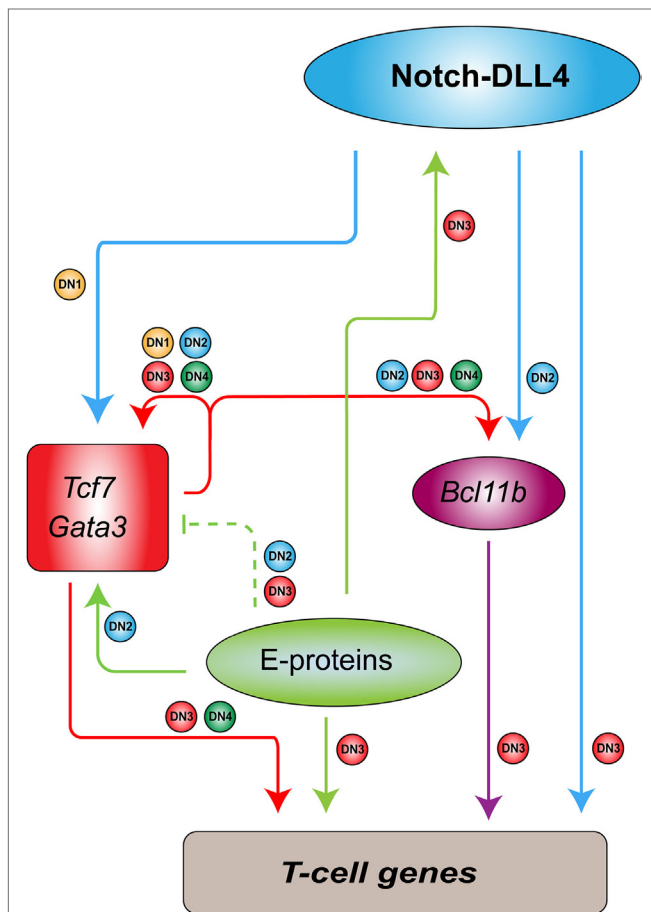 Notch-DLL4
DN3
DN1
DN1 DN2
DN3 DN4
DN2 DN3 DN4
DN2
Tcf7
Gata3
Bcl11b
DN2
DN3
DN2
E-proteins
DN3 DN4
DN3
DN3
DN3
T-cell genes